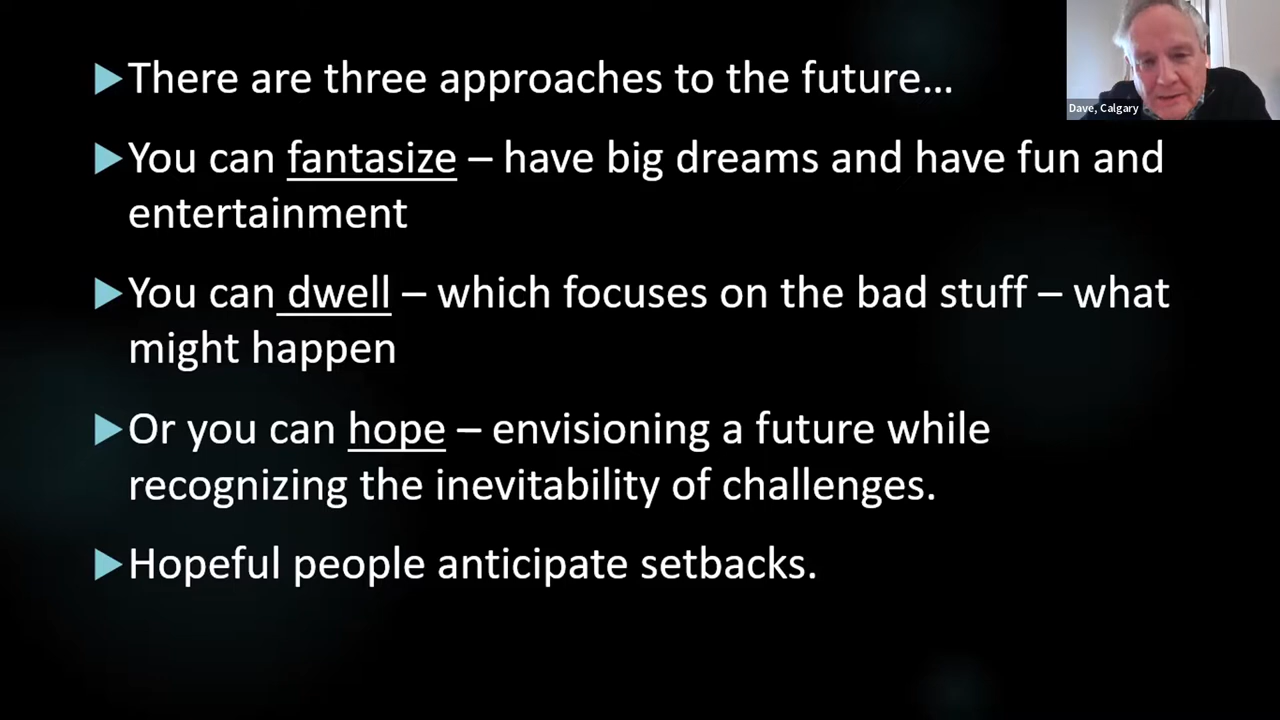 There are three approaches to the future...
You can fantasize – have big dreams and have fun and
entertainment
You can dwell – which focuses on the bad stuff – what
might happen
Or you can hope – envisioning a future while
recognizing the inevitability of challenges.
Hopeful people anticipate setbacks.
Dave, Calgary